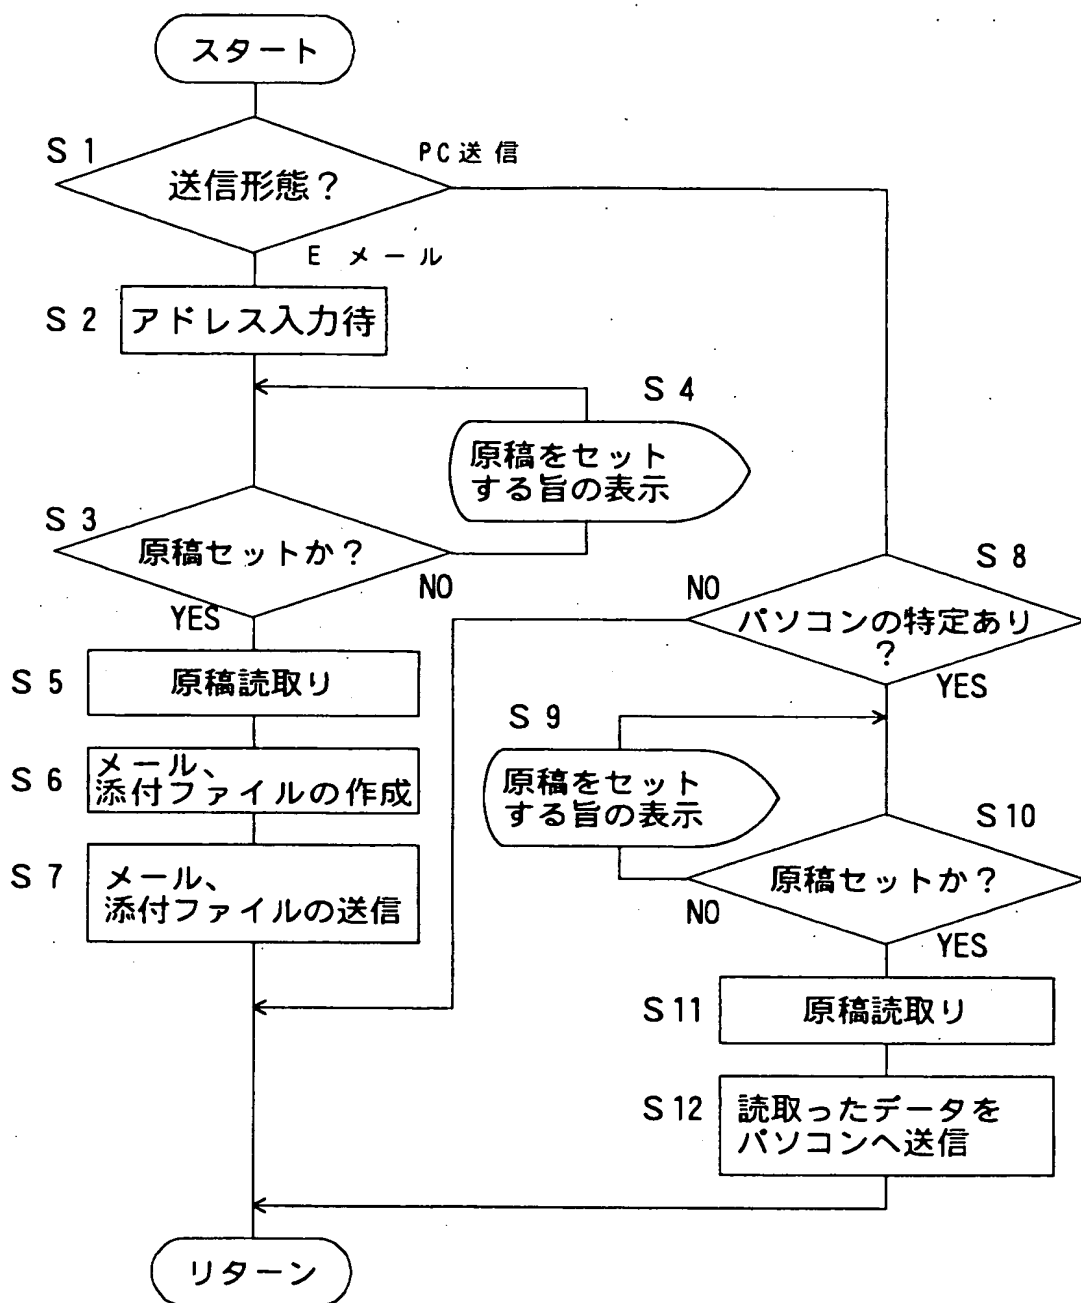 スタート
S 1
PC送信
送信形態?
E メール
S 2
アドレス入力待
S 4
原稿をセット
する旨の表示
S 3
原稿セットか?
NO
YES
S 5
原稿読取り
S 6
メール、
添付ファイルの作成
S 7
メール、
添付ファイルの送信
S 8
NO
パソコンの特定あり
?
YES
S 9
原稿をセット
する旨の表示
S 10
原稿セットか?
NO
YES
S 11
原稿読取り
S 12
読取ったデータを
パソコンへ送信
リターン